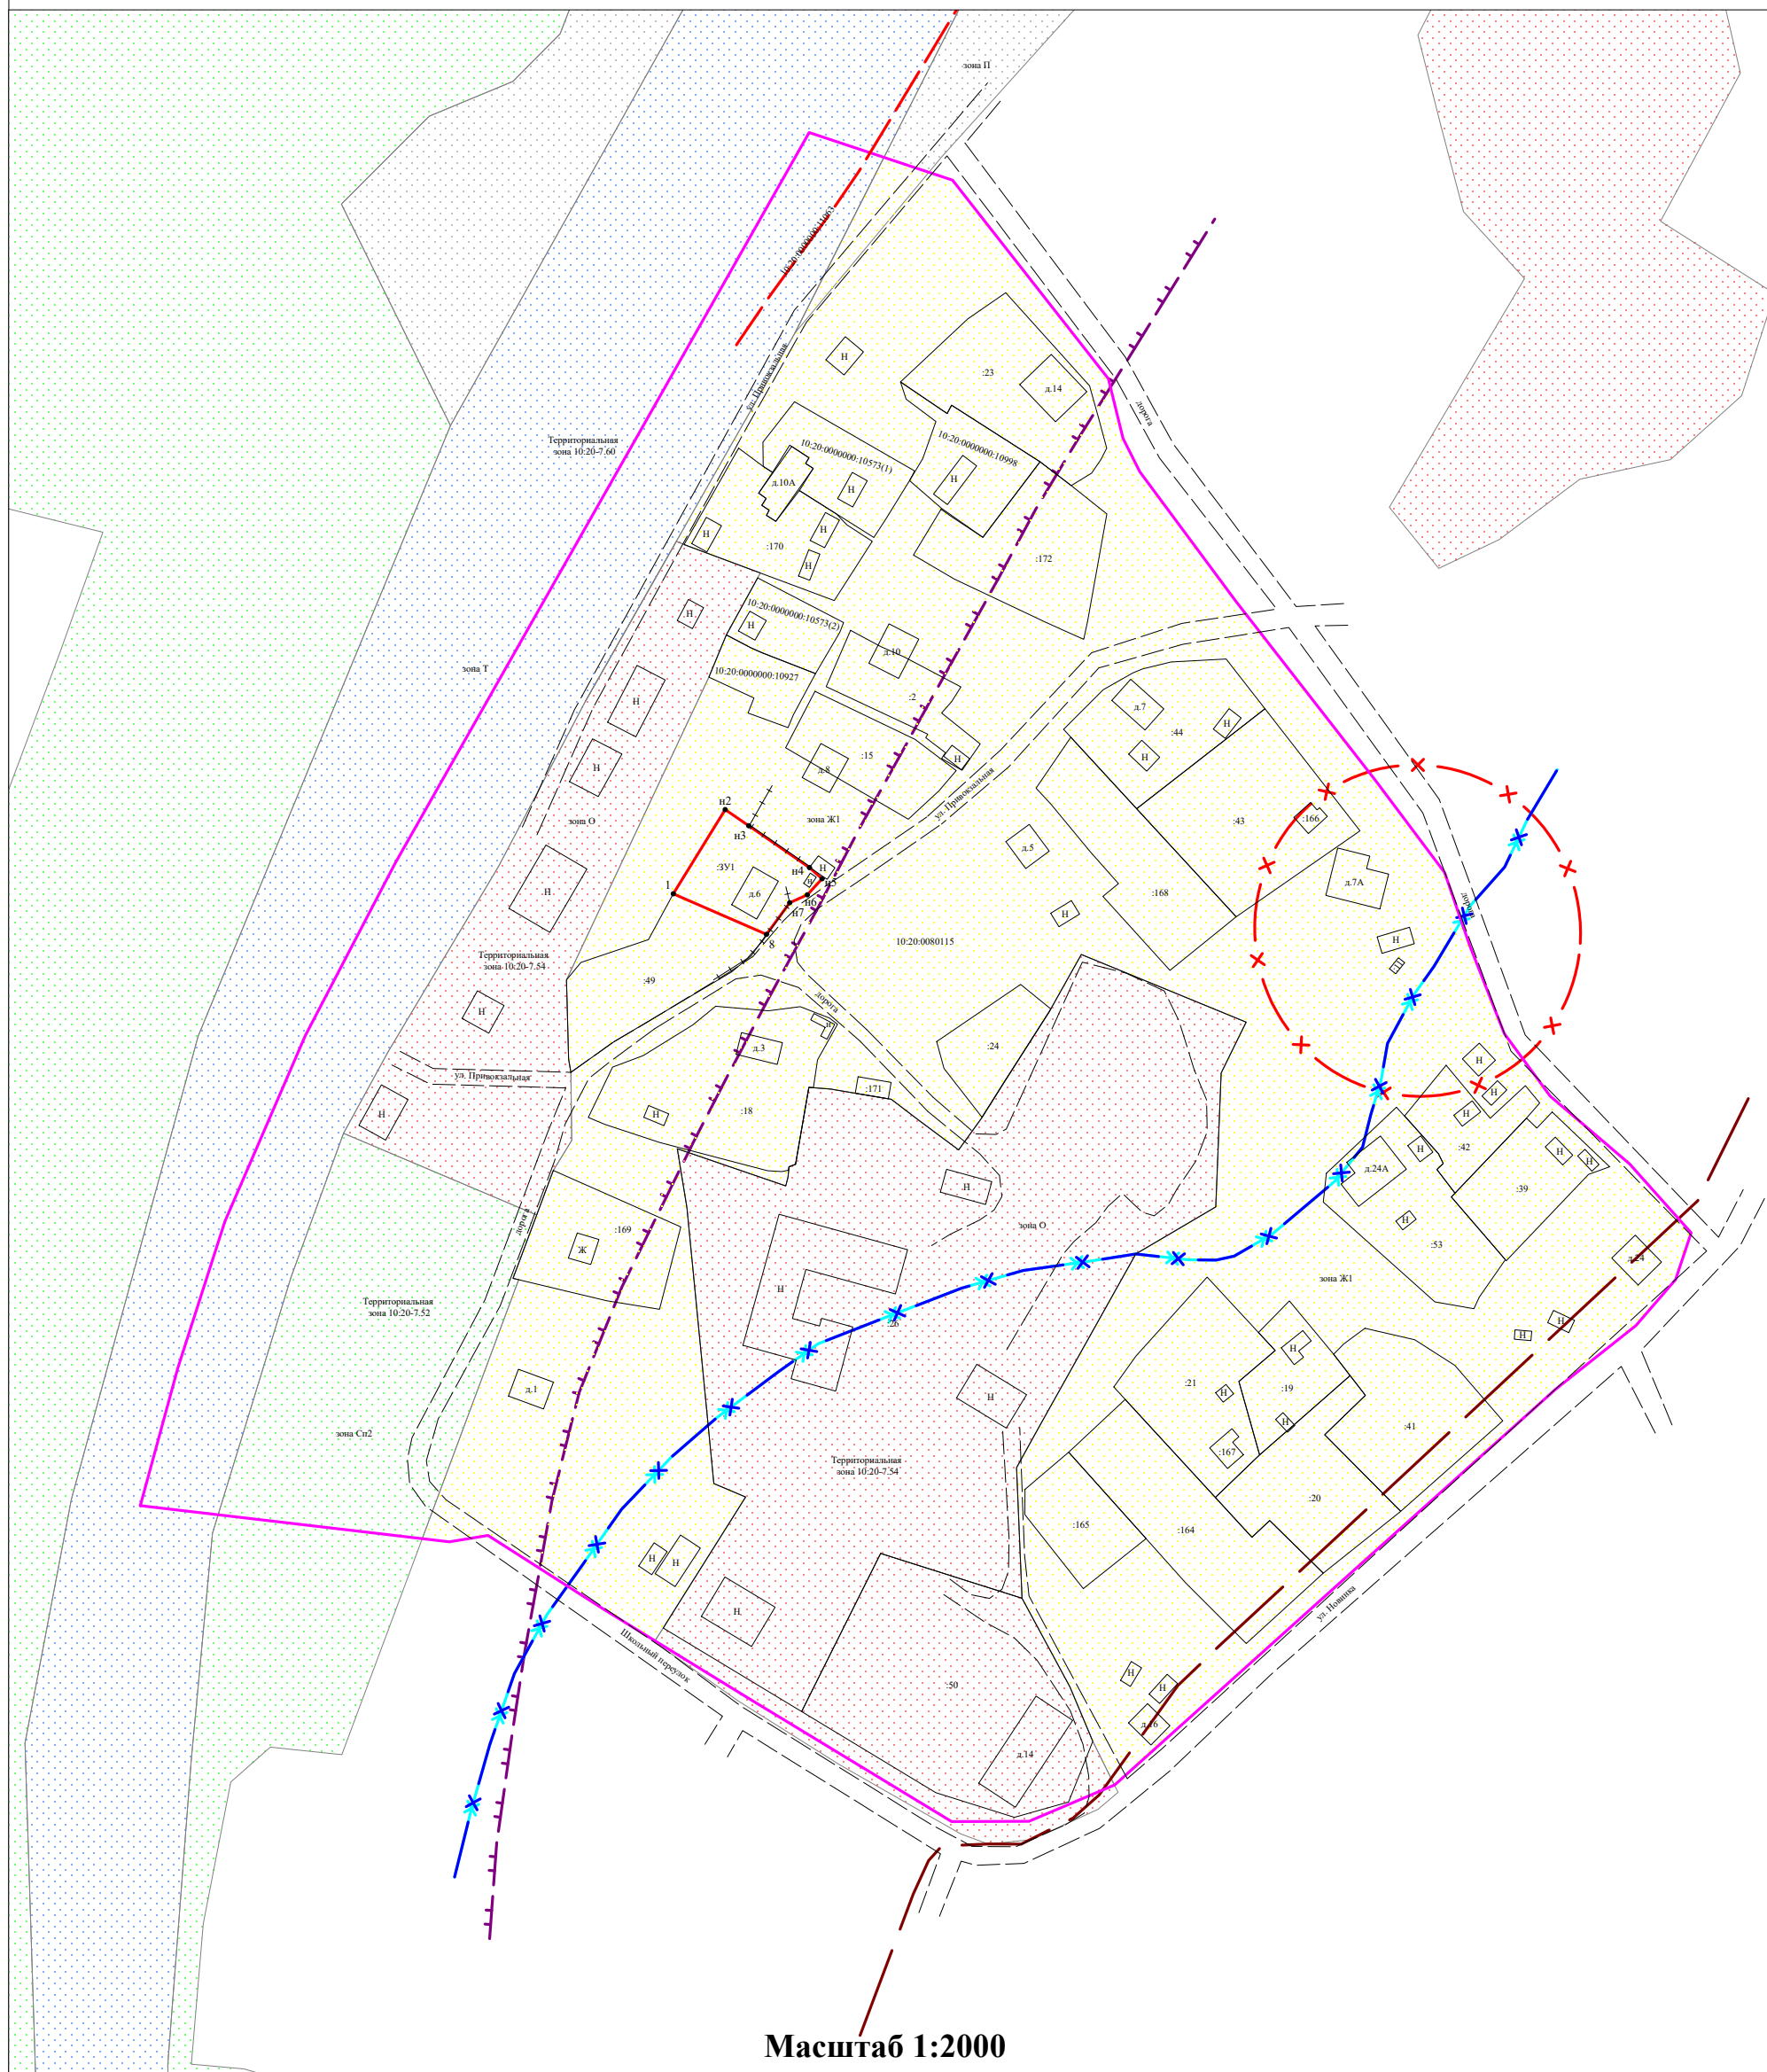 зона П
10:20:0000000:11063
ул. Привокзальная
Н
:23
д.14
дорога
Территориальная
зона 10:20-7.60
10:20:0000000:10573(1)
10:20:0000000:10998
д.10А
Н
Н
Н
Н
:170
Н
:172
10:20:0000000:10573(2)
Н
Н
д.10
зона Т
10:20:0000000:10927
:2
Н
д.7
Н
:44
Н
:15
Н
д.8
Н
ул. Привокзальная
н2
н3
зона О
зона Ж1
:43
:166
д.5
:ЗУ1
н4
Н
Н
н5
1
д.6
н6
н7
Н
:168
д.7А
дорога
Н
8
10:20:0080115
Н
Территориальная
зона 10:20-7.54
:49
дорога
Н
Н
д.3
:24
Н
ул. Привокзальная
:171
Н
Н
:18
Н
Н
Н
:42
Н
Н
Н
д.24А
Н
:39
дорога
:169
зона О
Н
:53
Ж
д.24
Территориальная
зона 10:20-7.52
Н
зона Ж1
:26
Н
Н
Н
д.1
Н
:21
Н
:19
Н
:41
зона Сп2
:167
Территориальная
зона 10:20-7.54
:20
:165
:164
Н
Н
Н
ул. Новинка
Школьный переулок
Н
Н
:50
д.16
д.14
Масштаб 1:2000